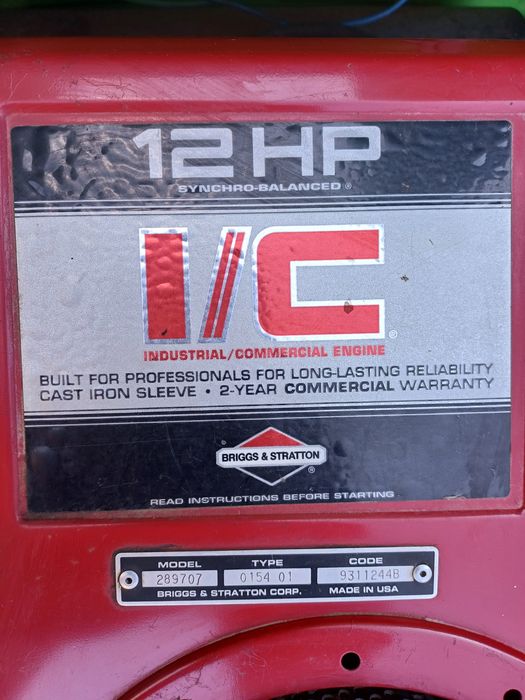 12 HP
SYNCHRO-BALANCED®
I/C®
INDUSTRIAL/COMMERCIAL ENGINE
BUILT FOR PROFESSIONALS FOR LONG-LASTING RELIABILITY
CAST IRON SLEEVE • 2-YEAR COMMERCIAL WARRANTY
BRIGGS & STRATTON®
READ INSTRUCTIONS BEFORE STARTING
MODEL TYPE CODE
289707 0154 01 9311244B
BRIGGS & STRATTON CORP. MADE IN USA